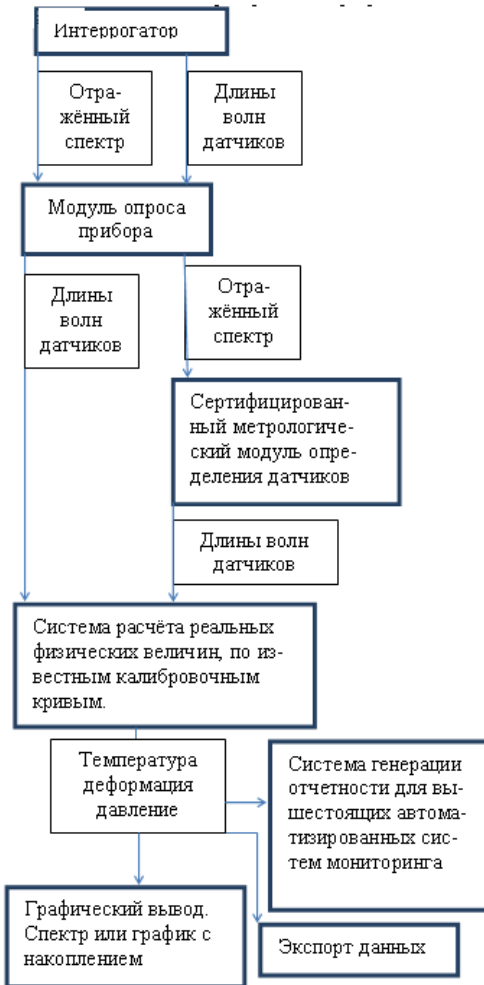 Интеррогатор
Отра-
жённый
спектр
Длины
волн
датчиков
Модуль опроса
прибора
Длины
волн
датчиков
Отра-
жённый
спектр
Сертифицирован-
ный метрологиче-
ский модуль опре-
деления датчиков
Длины волн
датчиков
Система расчёта реальных
физических величин, по из-
вестным калибровочным
кривым.
Температура
деформация
давление
Система генерации
отчетности для вы-
шестоящих автома-
тизированных сис-
тем мониторинга
Графический вывод.
Спектр или график с
накоплением
Экспорт данных